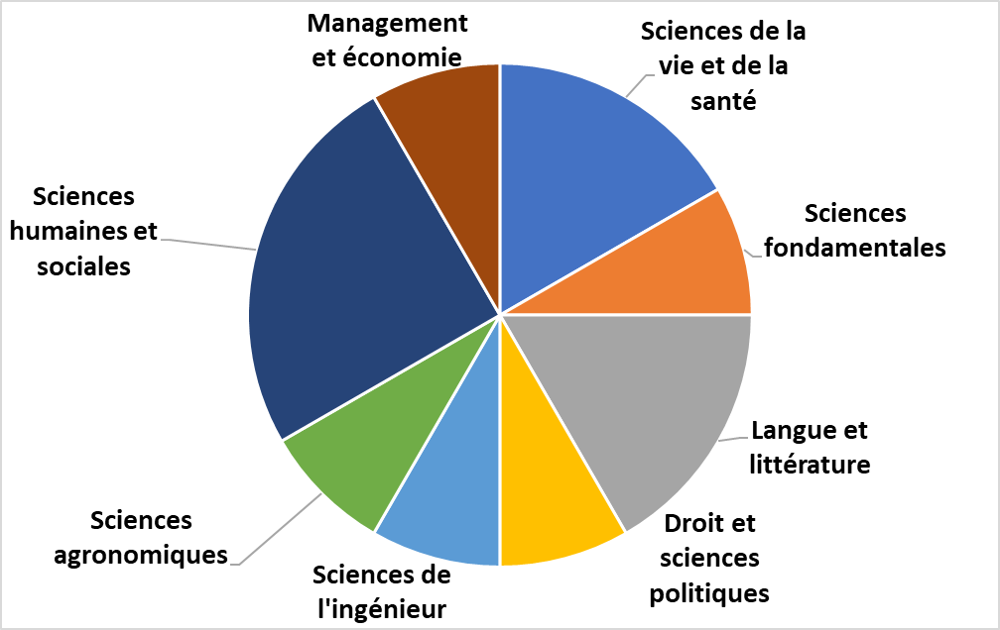 Management
et économie
Sciences de la
vie et de la
santé
Sciences
fondamentales
Langue et
littérature
Droit et
sciences
politiques
Sciences de
l'ingénieur
Sciences
agronomiques
Sciences
humaines et
sociales